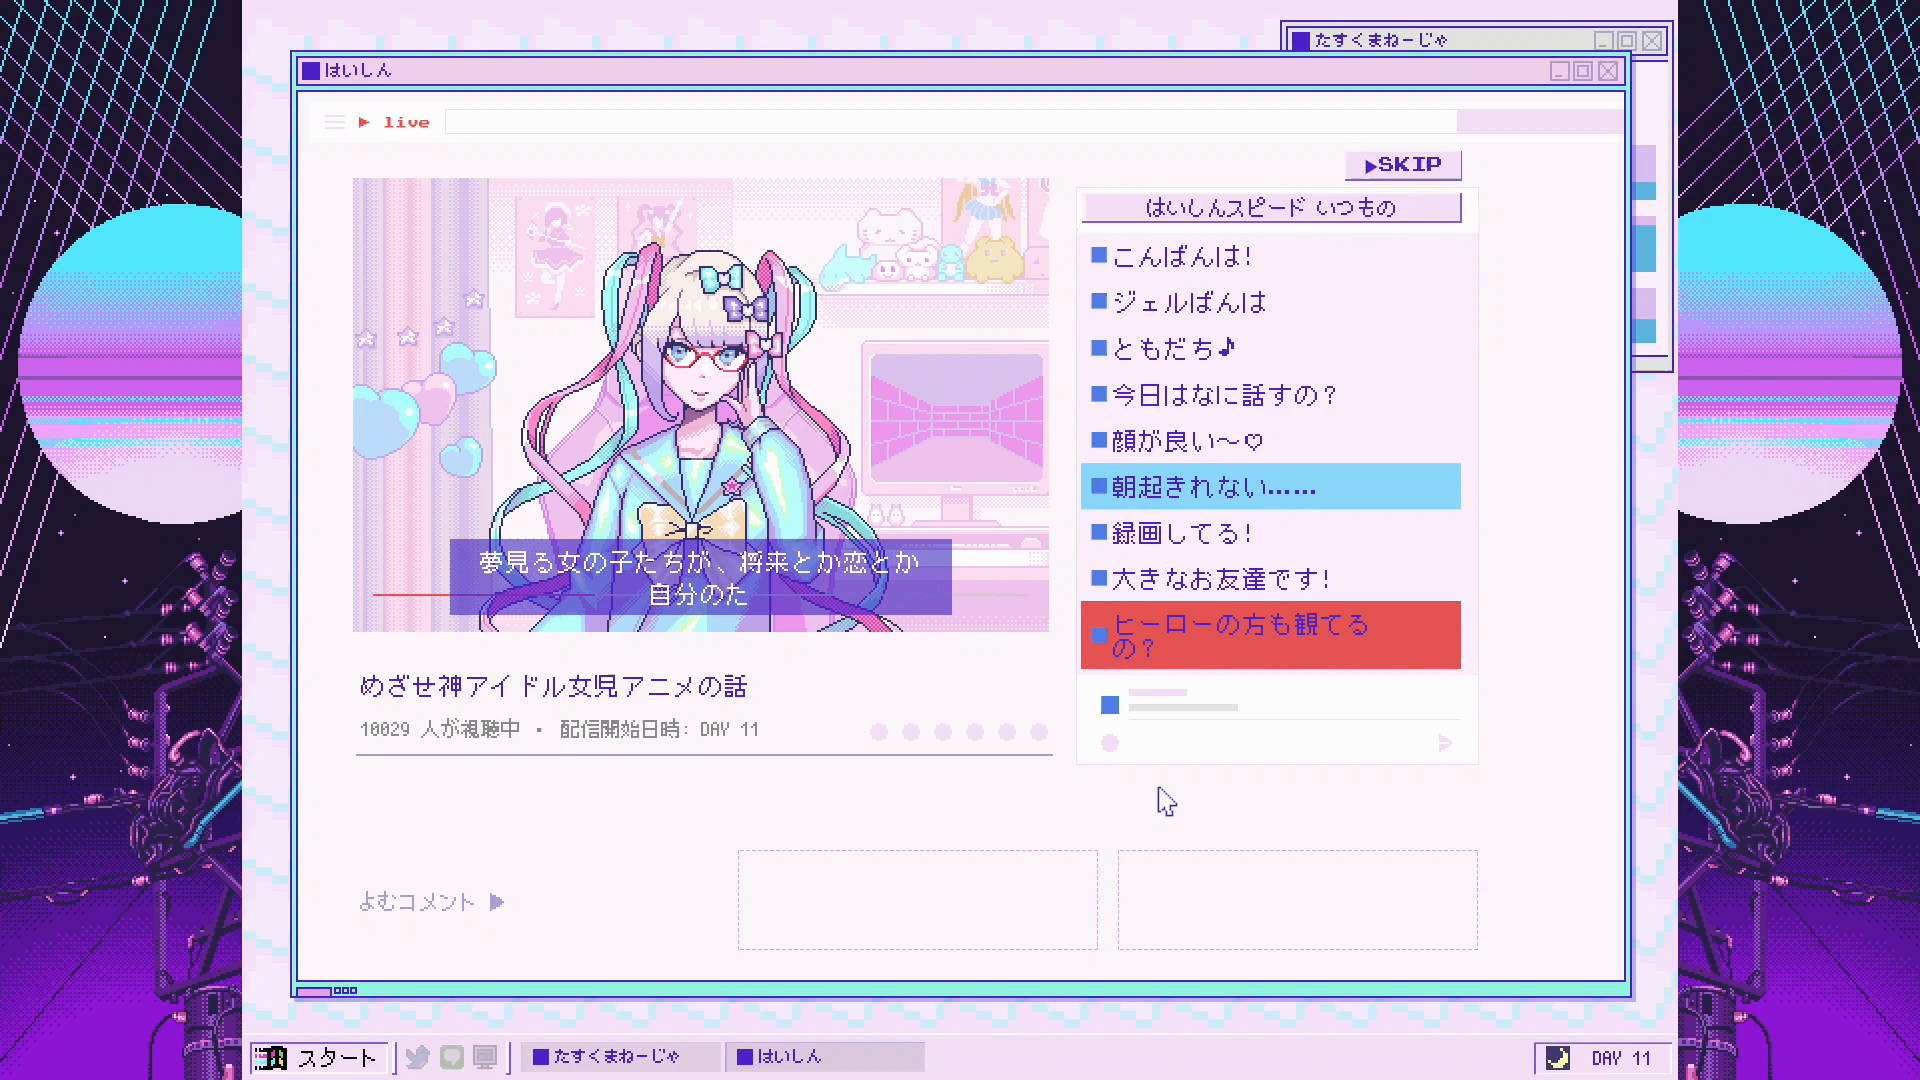 たすくまねーじゃ
はいしん
live
▶SKIP
はいしんスピード いつもの
こんばんは!
ジェルばんは
ともだち♪
今日はなに話すの?
顔が良い〜♡
朝起きれない……
録画してる!
大きなお友達です!
ヒーローの方も観てる
の?
夢見る女の子たちが、将来とか恋とか
自分のた
めざせ神アイドル女児アニメの話
10029 人が視聴中 ・ 配信開始日時: DAY 11
よむコメント ▶
スタート
たすくまねーじゃ
はいしん
DAY 11